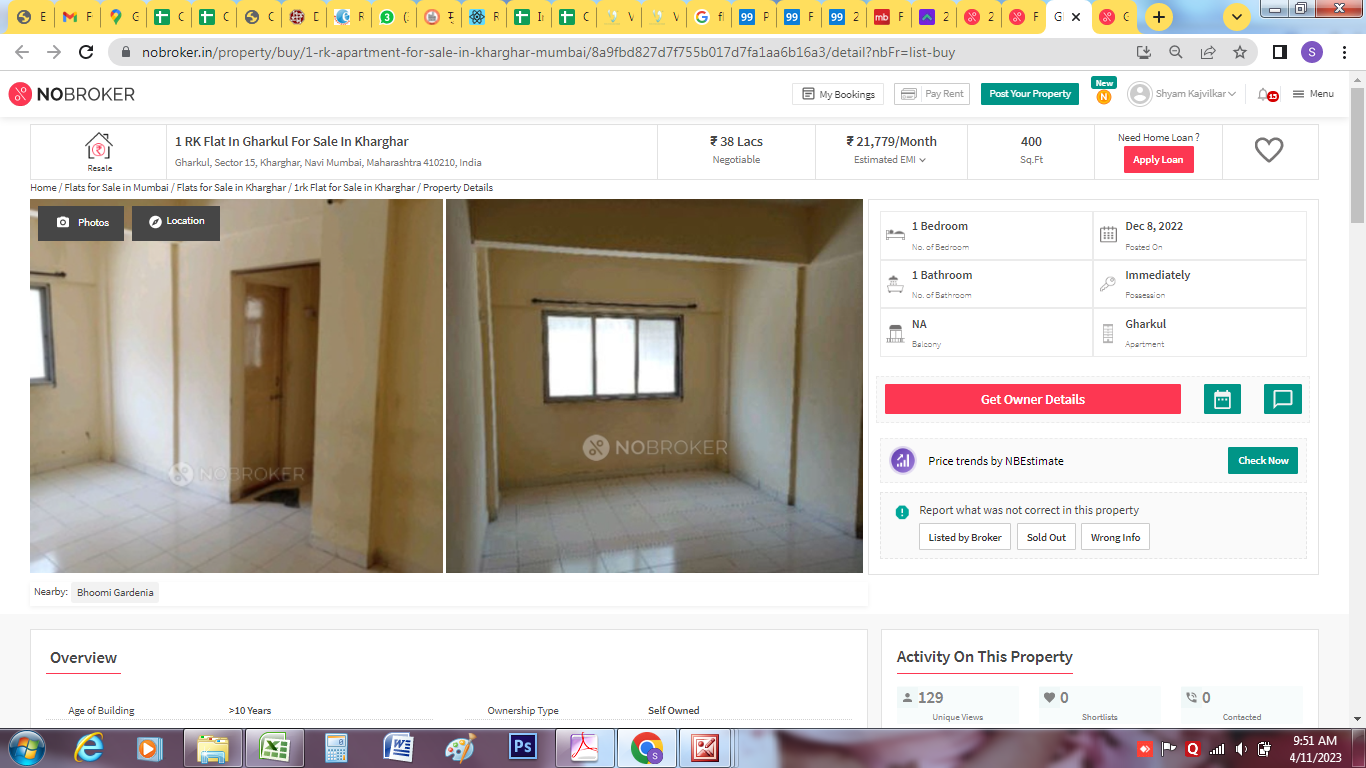 E
F
G
C
C
C
D
R
(
T
R
I
C
V
V
fl
P
F
2
F
2
2
F
G
G
nobroker.in/property/buy/1-rk-apartment-for-sale-in-kharghar-mumbai/8a9fbd827d7f755b017d7fa1aa6b16a3/detail?nbFr=list-buy
S
NOBROKER
My Bookings
Pay Rent
Post Your Property
New
N
Shyam Kajvilkar
15
Menu
Resale
1 RK Flat In Gharkul For Sale In Kharghar
Gharkul, Sector 15, Kharghar, Navi Mumbai, Maharashtra 410210, India
₹ 38 Lacs
Negotiable
₹ 21,779/Month
Estimated EMI
400
Sq.Ft
Need Home Loan ?
Apply Loan
Home / Flats for Sale in Mumbai / Flats for Sale in Kharghar / 1rk Flat for Sale in Kharghar / Property Details
Photos
Location
NOBROKER
NOBROKER
1 Bedroom
No. of Bedroom
Dec 8, 2022
Posted On
1 Bathroom
No. of Bathroom
Immediately
Possession
NA
Balcony
Gharkul
Apartment
Get Owner Details
Price trends by NBEstimate
Check Now
Report what was not correct in this property
Listed by Broker
Sold Out
Wrong Info
Nearby:
Bhoomi Gardenia
Overview
Age of Building
>10 Years
Ownership Type
Self Owned
Activity On This Property
129
Unique Views
0
Shortlists
0
Contacted
Ps
9:51 AM
4/11/2023